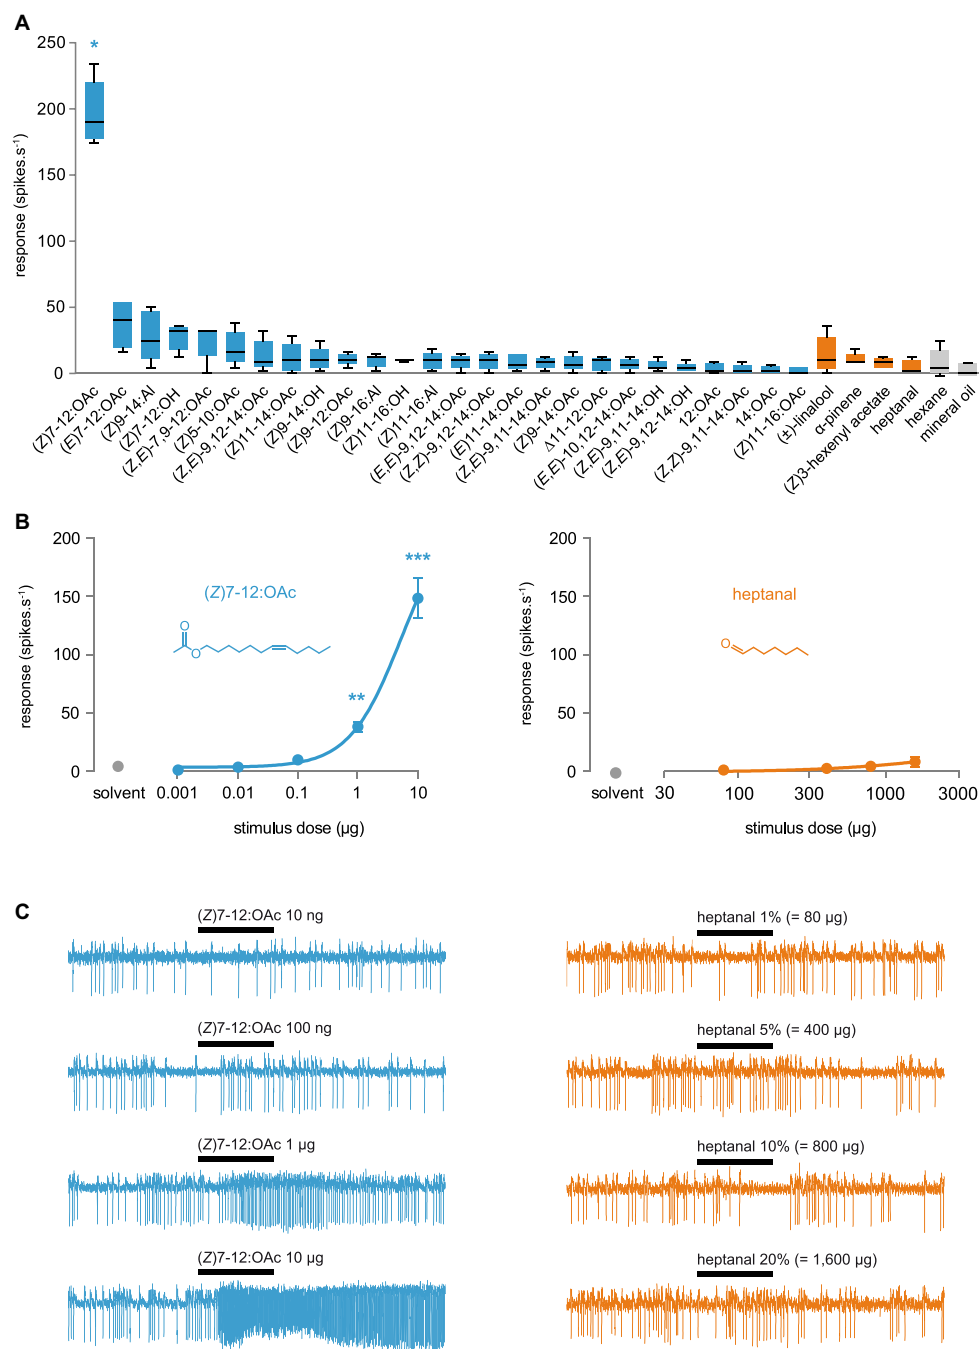 A
250
200
150
100
50
0
response (spikes.s⁻¹)
*
(Z)7-12:OAc
(E)7-12:OAc
(Z)9-14:Al
(Z)7-12:OH
(Z,E)-7,9-12:OAc
(Z)5-10:OAc
(Z,E)-9,12-14:OAc
(Z)11-14:OAc
(Z)9-14:OH
(Z)9-12:OAc
(Z)9-16:Al
(Z)11-16:OH
(Z)11-16:Al
(E,E)-9,12-14:OAc
(Z,Z)-9,12-14:OAc
(E)11-14:OAc
(Z,E)-9,11-14:OAc
(Z)9-14:OAc
Δ11-12:OAc
(E,E)-10,12-14:OAc
(Z,E)-9,11-14:OH
(Z,E)-9,12-14:OH
12:OAc
(Z,Z)-9,11-14:OAc
14:OAc
(Z)11-16:OAc
(±)-linalool
α-pinene
(Z)3-hexenyl acetate
heptanal
hexane
mineral oil
B
200
150
100
50
0
response (spikes.s⁻¹)
(Z)7-12:OAc
O
O
**
***
solvent
0.001
0.01
0.1
1
10
stimulus dose (µg)
200
150
100
50
0
response (spikes.s⁻¹)
heptanal
O
solvent
30
100
300
1000
3000
stimulus dose (µg)
C
(Z)7-12:OAc 10 ng
(Z)7-12:OAc 100 ng
(Z)7-12:OAc 1 µg
(Z)7-12:OAc 10 µg
heptanal 1% (= 80 µg)
heptanal 5% (= 400 µg)
heptanal 10% (= 800 µg)
heptanal 20% (= 1,600 µg)